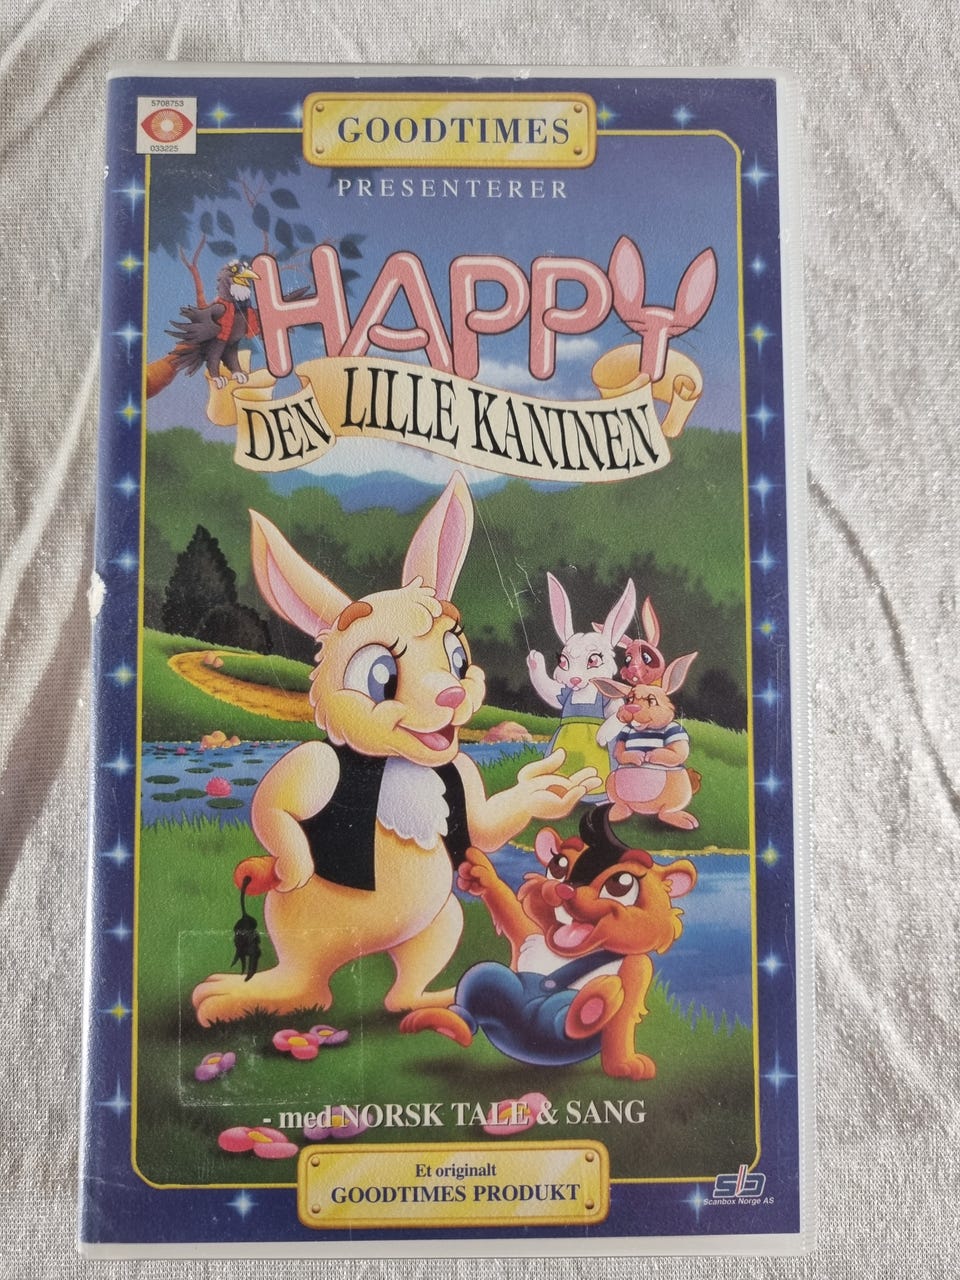 5708753
033225
GOODTIMES
PRESENTERER
HAPPY
DEN LILLE KANINEN
- med NORSK TALE & SANG
Et originalt
GOODTIMES PRODUKT
sb
Scanbox Norge AS